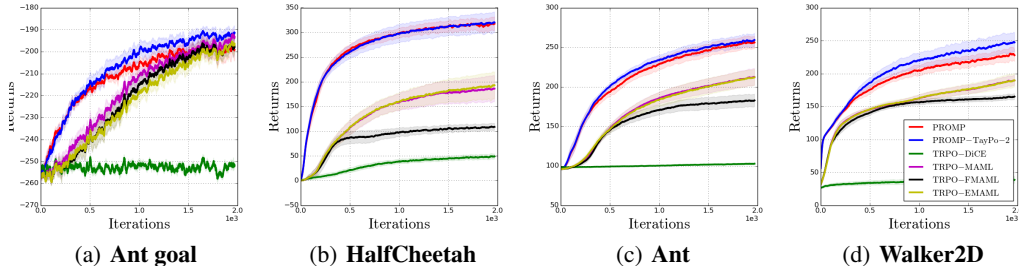 −180
−190
−200
−210
−220
−230
−240
−250
−260
−270
Returns
0.0 0.5 1.0 1.5 2.0
1e3
Iterations
(a) Ant goal
350
300
250
200
150
100
50
0
−50
Returns
0.0 0.5 1.0 1.5 2.0
1e3
Iterations
(b) HalfCheetah
300
250
200
150
100
50
0
Returns
0.0 0.5 1.0 1.5 2.0
1e3
Iterations
(c) Ant
300
250
200
150
100
50
0
Returns
0.0 0.5 1.0 1.5 2.0
1e3
Iterations
PROMP
PROMP−TayPo−2
TRPO−DiCE
TRPO−MAML
TRPO−FMAML
TRPO−EMAML
(d) Walker2D